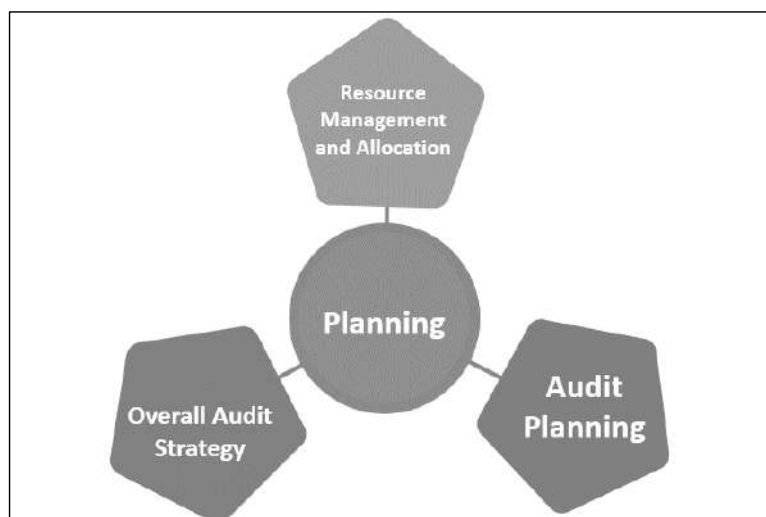 Resource
Management
and Allocation
Planning
Overall Audit
Strategy
Audit
Planning